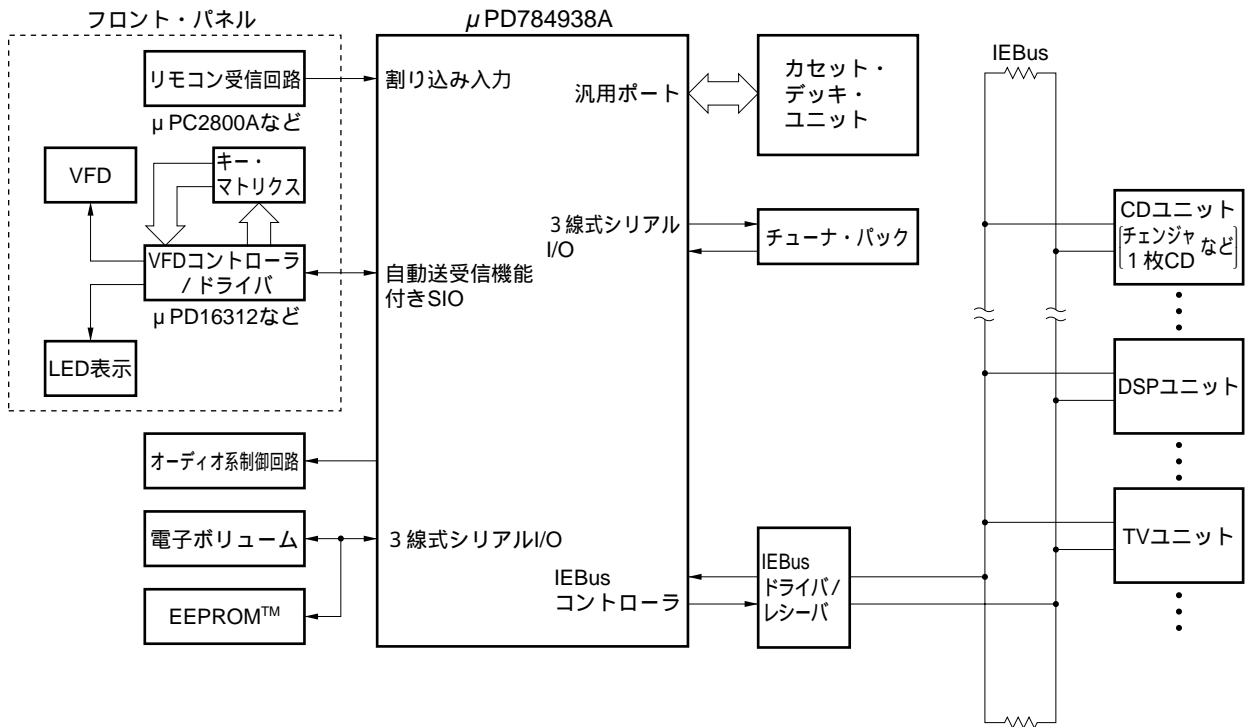 フロント・パネル
μPD784938A
リモコン受信回路
μPC2800Aなど
割り込み入力
汎用ポート
カセット・
デッキ・
ユニット
IEBus
VFD
キー・
マトリクス
VFDコントローラ
/ドライバ
μPD16312など
LED表示
自動送受信機能
付きSIO
3線式シリアル
I/O
チューナ・パック
CDユニット
チェンジャ
1枚CD
など
DSPユニット
TVユニット
オーディオ系制御回路
電子ボリューム
3線式シリアルI/O
EEPROM™
IEBus
コントローラ
IEBus
ドライバ/
レシーバ